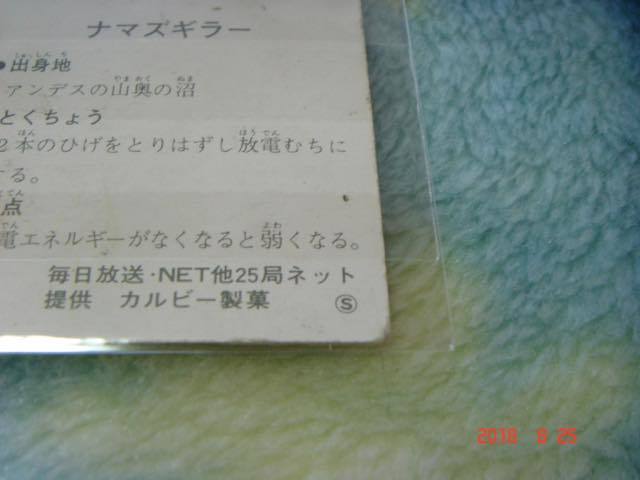 ナマズギラー
●出身地
アンデスの山奥の沼
とくちょう
2本のひげをとりはずし放電むちに
する。
点
電エネルギーがなくなると弱くなる。
毎日放送・NET他25局ネット
提供 カルビー製菓 Ⓢ
2018 8 25